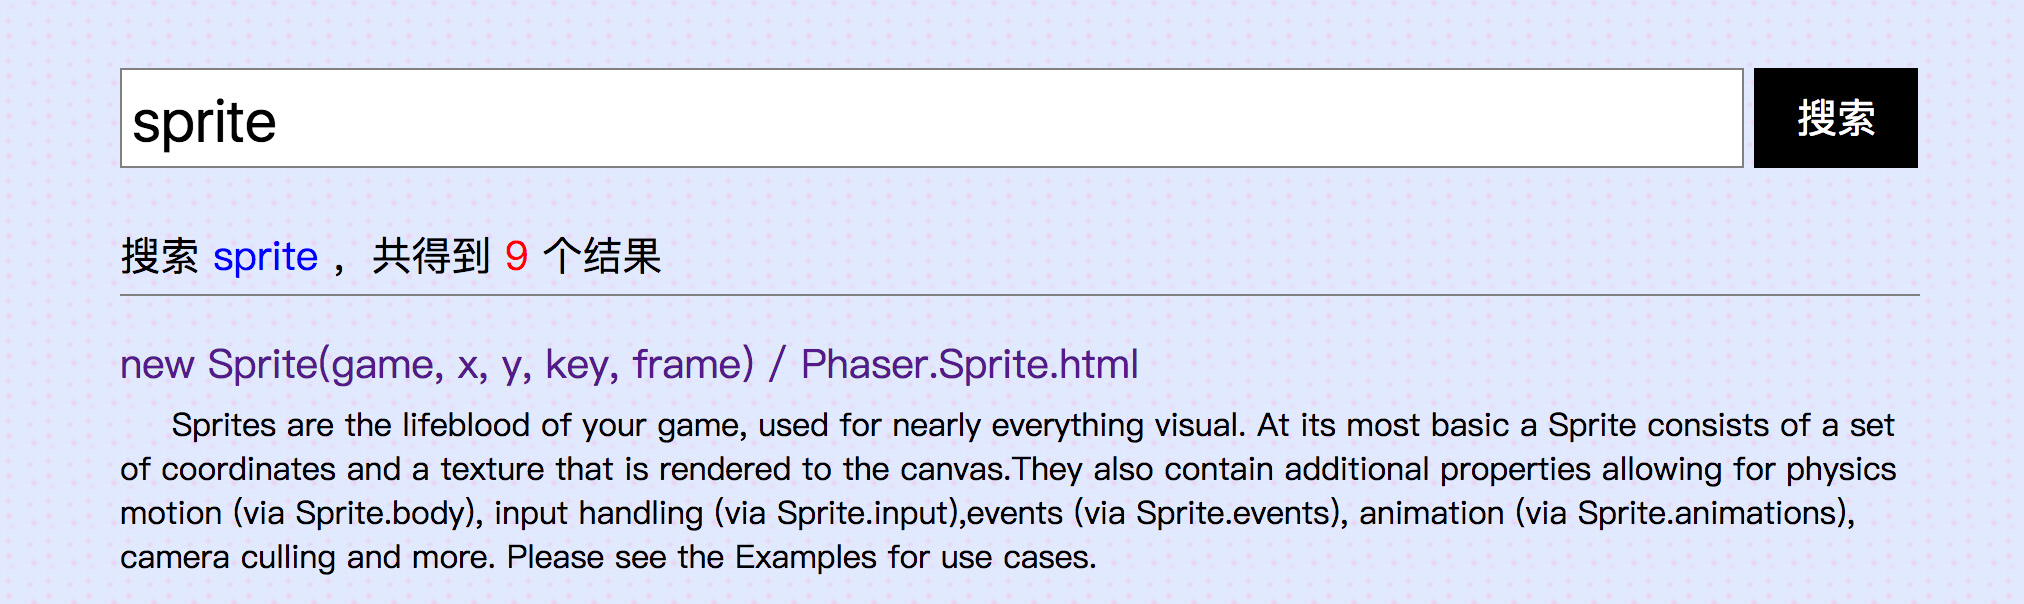 sprite
搜索
搜索 sprite ，共得到 9 个结果
new Sprite(game, x, y, key, frame) / Phaser.Sprite.html
Sprites are the lifeblood of your game, used for nearly everything visual. At its most basic a Sprite consists of a set
of coordinates and a texture that is rendered to the canvas.They also contain additional properties allowing for physics
motion (via Sprite.body), input handling (via Sprite.input),events (via Sprite.events), animation (via Sprite.animations),
camera culling and more. Please see the Examples for use cases.